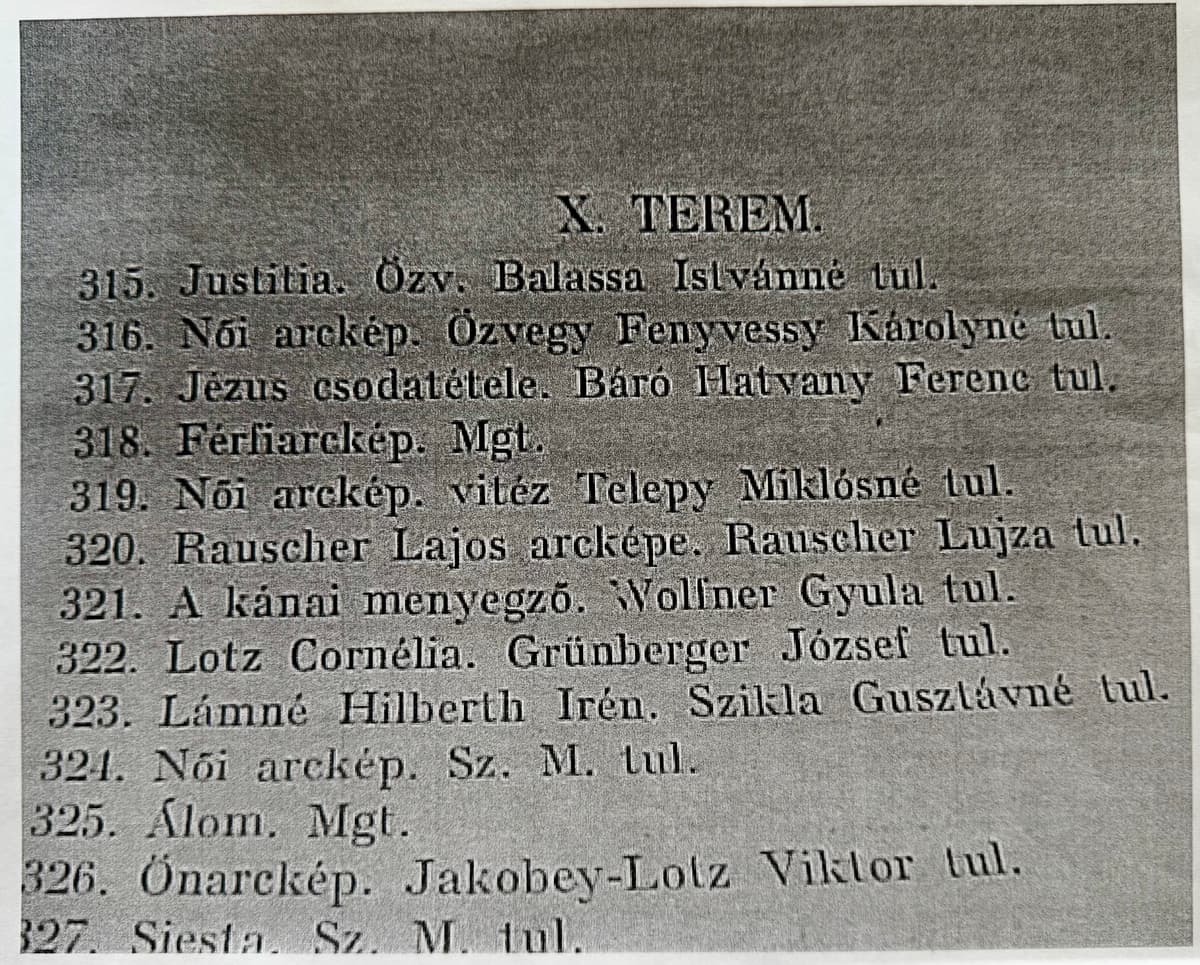 X. TEREM.
315. Justitia. Özv. Balassa Istvánné tul.
316. Női arckép. Özvegy Fenyvessy Károlyné tul.
317. Jézus csodatétele. Báró Hatvany Ferenc tul.
318. Férfiarckép. Mgt.
319. Női arckép. vitéz Telepy Miklósné tul.
320. Rauscher Lajos arcképe. Rauscher Lujza tul.
321. A kánai menyegző. Wolfner Gyula tul.
322. Lotz Cornélia. Grünberger József tul.
323. Lámné Hilberth Irén. Szikla Gusztávné tul.
324. Női arckép. Sz. M. tul.
325. Álom. Mgt.
326. Önarckép. Jakobey-Lotz Viktor tul.
327. Siesta. Sz. M. tul.